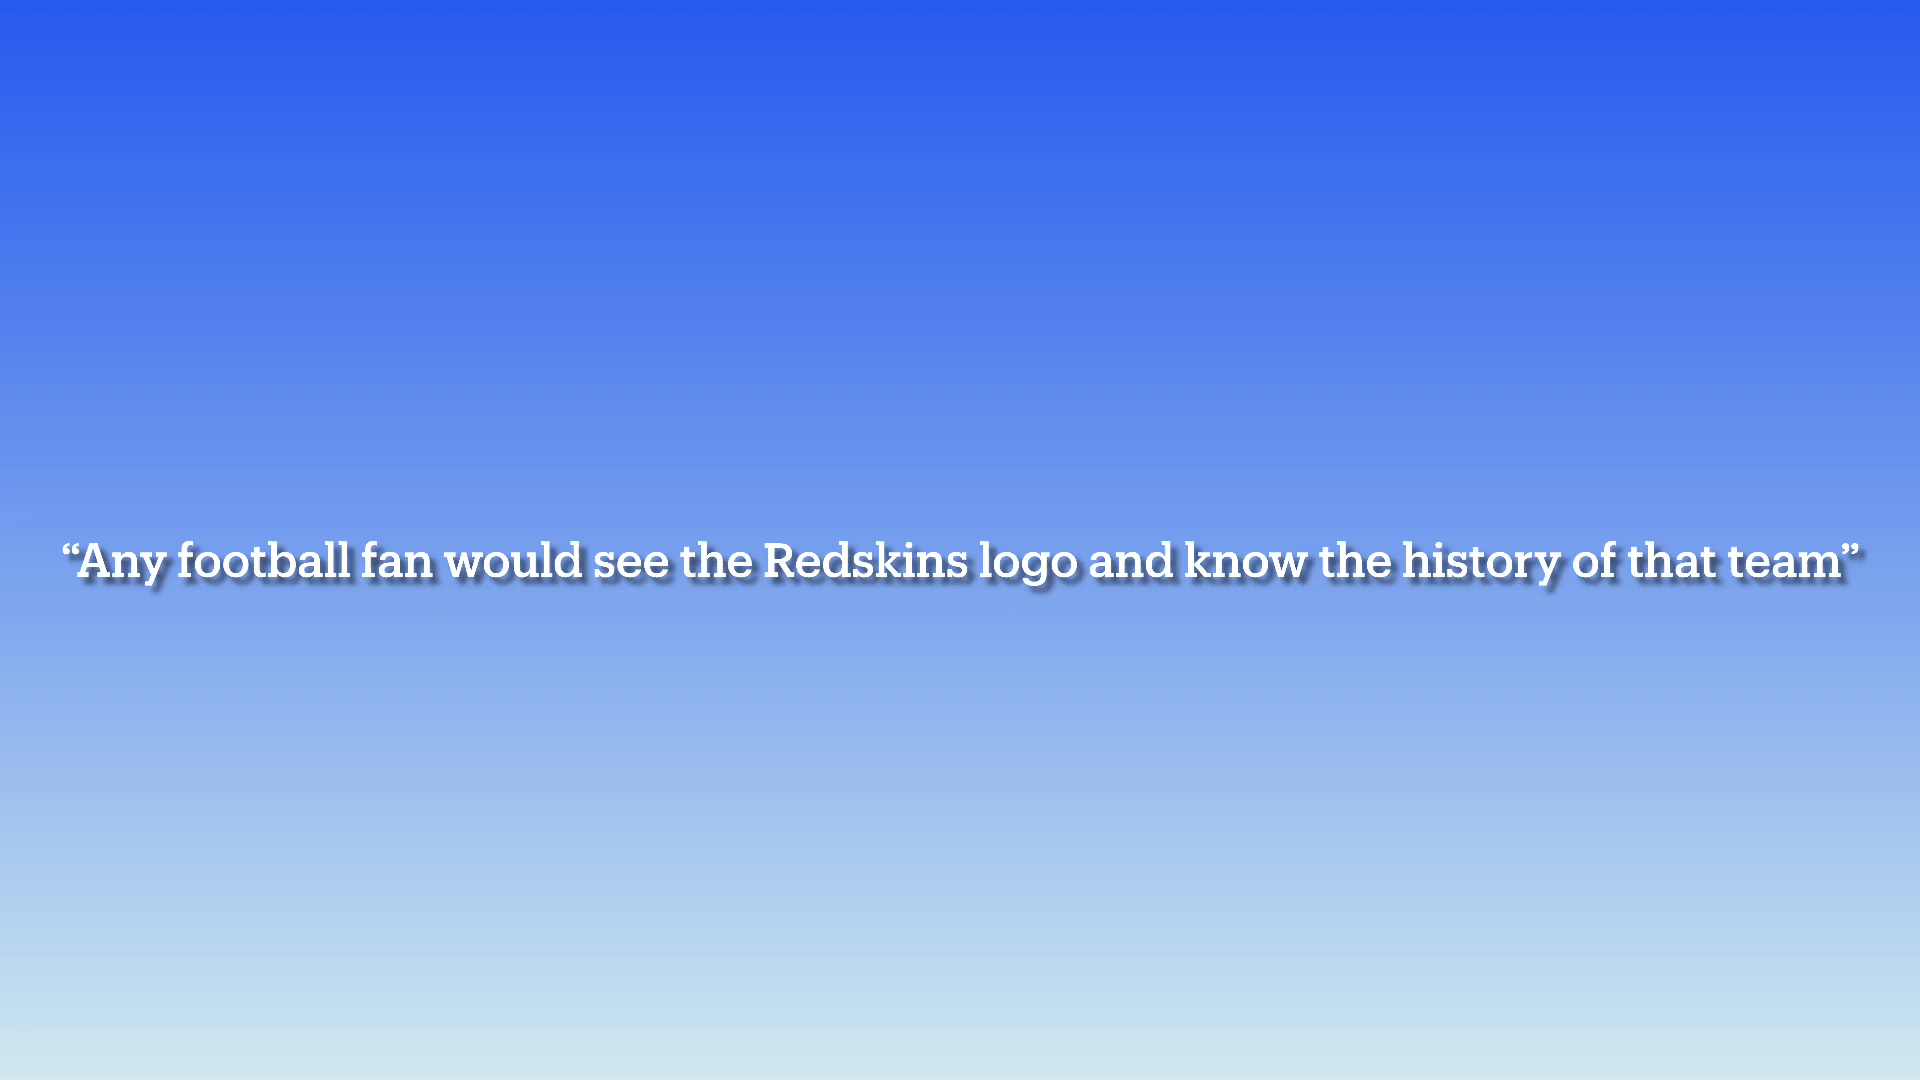 “Any football fan would see the Redskins logo and know the history of that team”